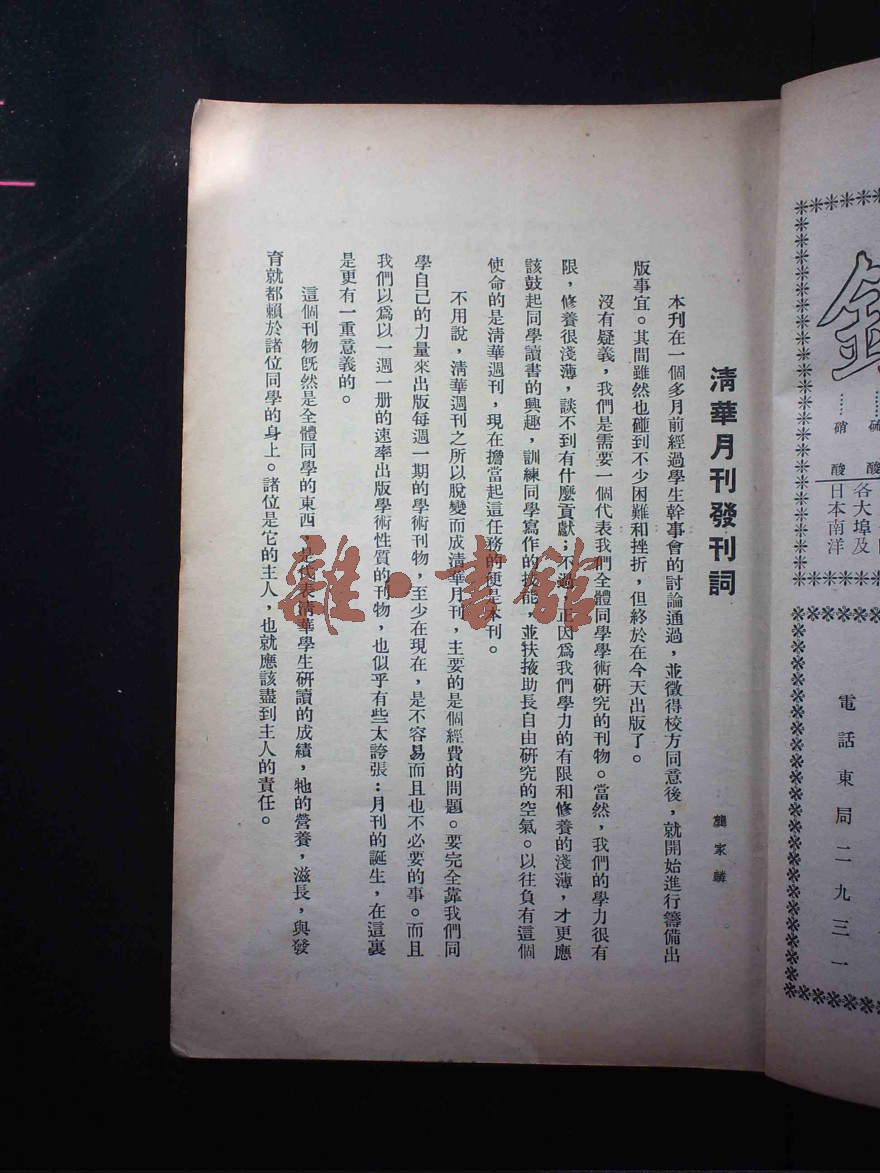 清華月刊發刊詞
龔家麟
本刊在一個多月前經過學生幹事會的討論通過，並徵得校方同意後，就開始進行籌備出
版事宜。其間雖然也碰到不少困難和挫折，但終於在今天出版了。
沒有疑義，我們是需要一個代表我們全體同學學術研究的刊物。當然，我們的學力很有
限，修養很淺薄，談不到有什麼貢獻；不過，正因爲我們學力的有限和修養的淺薄，才更應
該鼓起同學讀書的興趣，訓練同學寫作的技能，並扶掖助長自由研究的空氣。以往負有這個
使命的是清華週刊，現在擔當起這任務的便是本刊。
不用說，清華週刊之所以脫變而成清華月刊，主要的是個經費的問題。要完全靠我們同
學自己的力量來出版每週一期的學術刊物，至少在現在，是不容易而且也不必要的事。而且
我們以爲以一週一册的速率出版學術性質的刊物，也似乎有些太誇張：月刊的誕生，在這裏
是更有一重意義的。
這個刊物旣然是全體同學的東西，是代表清華學生研讀的成績，牠的營養，滋長，與發
育就都賴於諸位同學的身上。諸位是它的主人，也就應該盡到主人的責任。
雜·書館
硫酸
……硝酸
各大埠及
日本南洋
電話東局二九三一